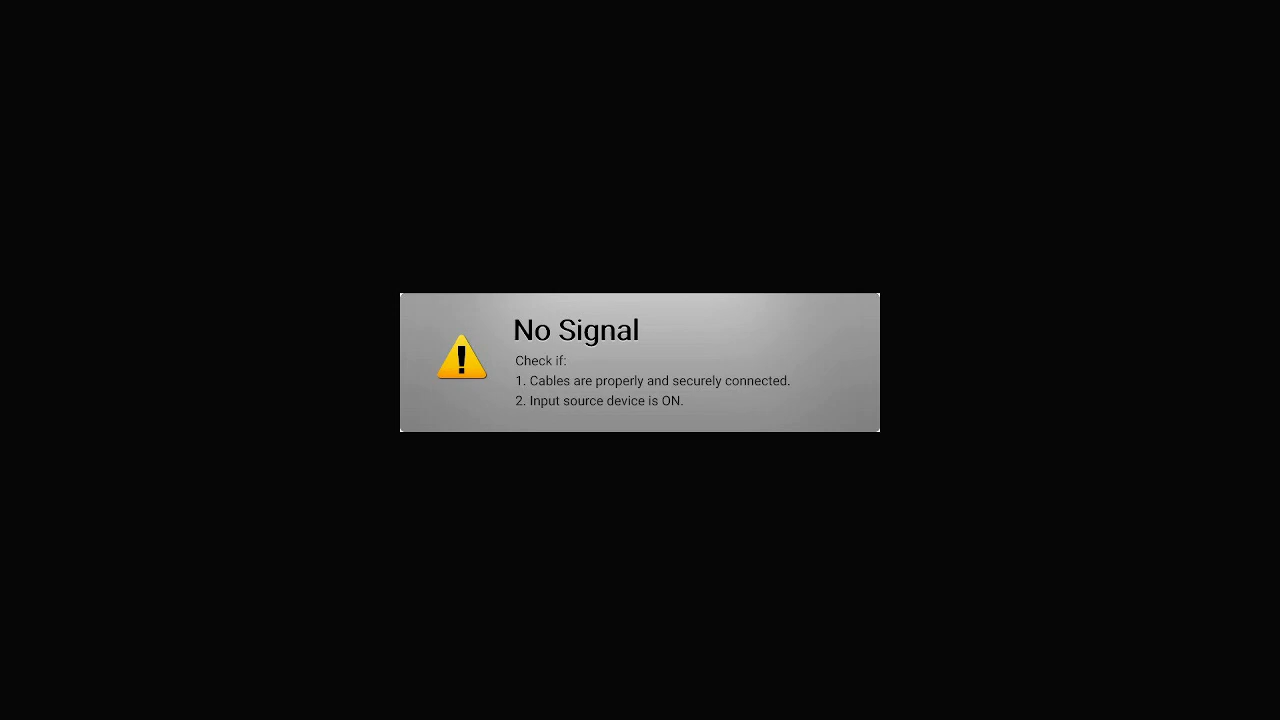 No Signal
Check if:
1. Cables are properly and securely connected.
2. Input source device is ON.